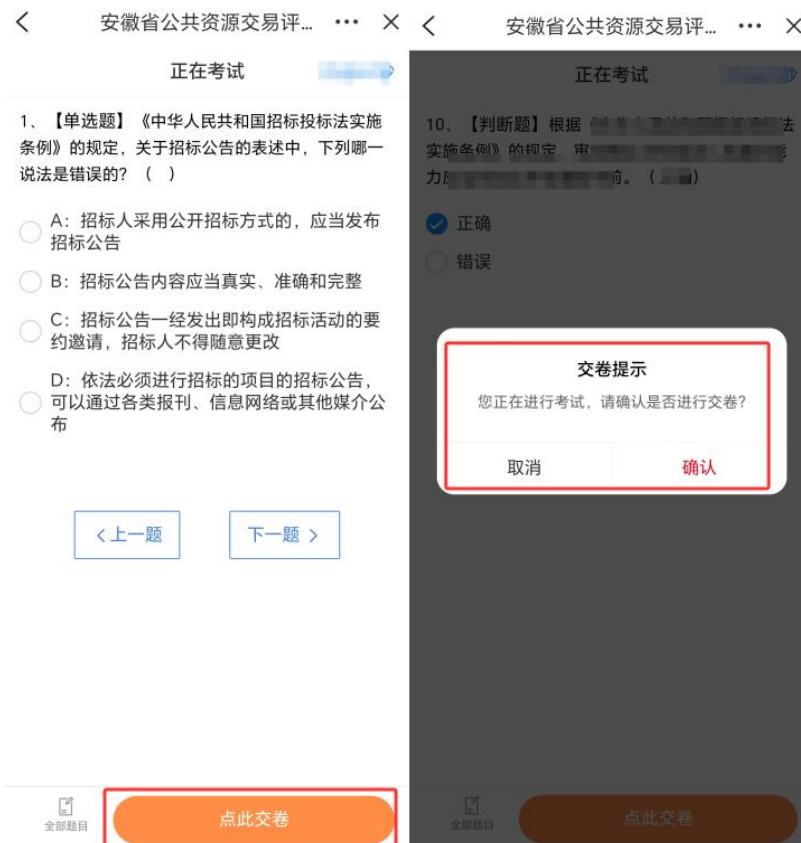 安徽省公共资源交易评...
正在考试
1、【单选题】《中华人民共和国招标投标法实施
条例》的规定，关于招标公告的表述中，下列哪一
说法是错误的？（ ）
A：招标人采用公开招标方式的，应当发布
招标公告
B：招标公告内容应当真实、准确和完整
C：招标公告一经发出即构成招标活动的要
约邀请，招标人不得随意更改
D：依法必须进行招标的项目的招标公告，
可以通过各类报刊、信息网络或其他媒介公
布
<上一题
下一题 >
全部题目
点此交卷
安徽省公共资源交易评...
正在考试
10、【判断题】根据 法
实施条例》的规定，审
力 前。（ ）
正确
错误
交卷提示
您正在进行考试，请确认是否进行交卷？
取消
确认
全部题目
点此交卷